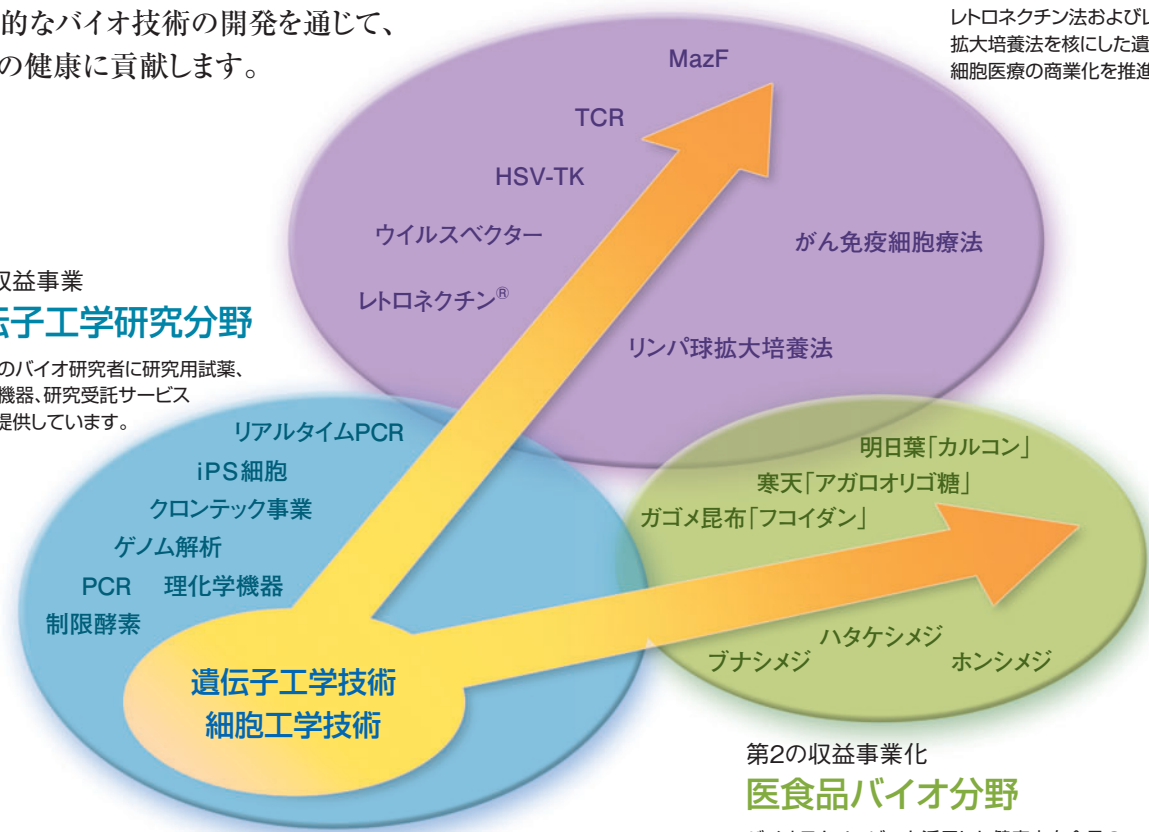 的なバイオ技術の開発を通じて、
の健康に貢献します。
レトロネクチン法および
拡大培養法を核にした遺
細胞医療の商業化を推進
MazF
TCR
HSV-TK
ウイルスベクター
レトロネクチン®
がん免疫細胞療法
リンパ球拡大培養法
収益事業
子工学研究分野
のバイオ研究者に研究用試薬、
機器、研究受託サービス
提供しています。
リアルタイムPCR
iPS細胞
クロンテック事業
ゲノム解析
PCR 理化学機器
制限酵素
遺伝子工学技術
細胞工学技術
明日葉「カルコン」
寒天「アガロオリゴ糖」
ガゴメ昆布「フコイダン」
ハタケシメジ
ブナシメジ
ホンシメジ
第2の収益事業化
医食品バイオ分野